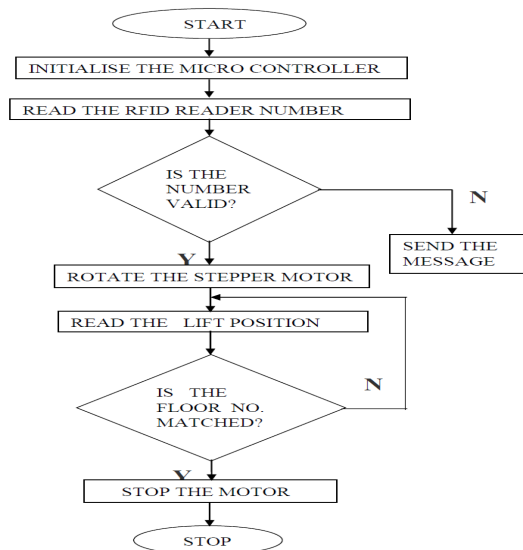 START
INITIALISE THE MICRO CONTROLLER
READ THE RFID READER NUMBER
IS THE
NUMBER
VALID?
N
SEND THE
MESSAGE
Y
ROTATE THE STEPPER MOTOR
READ THE LIFT POSITION
IS THE
FLOOR NO.
MATCHED?
N
Y
STOP THE MOTOR
STOP